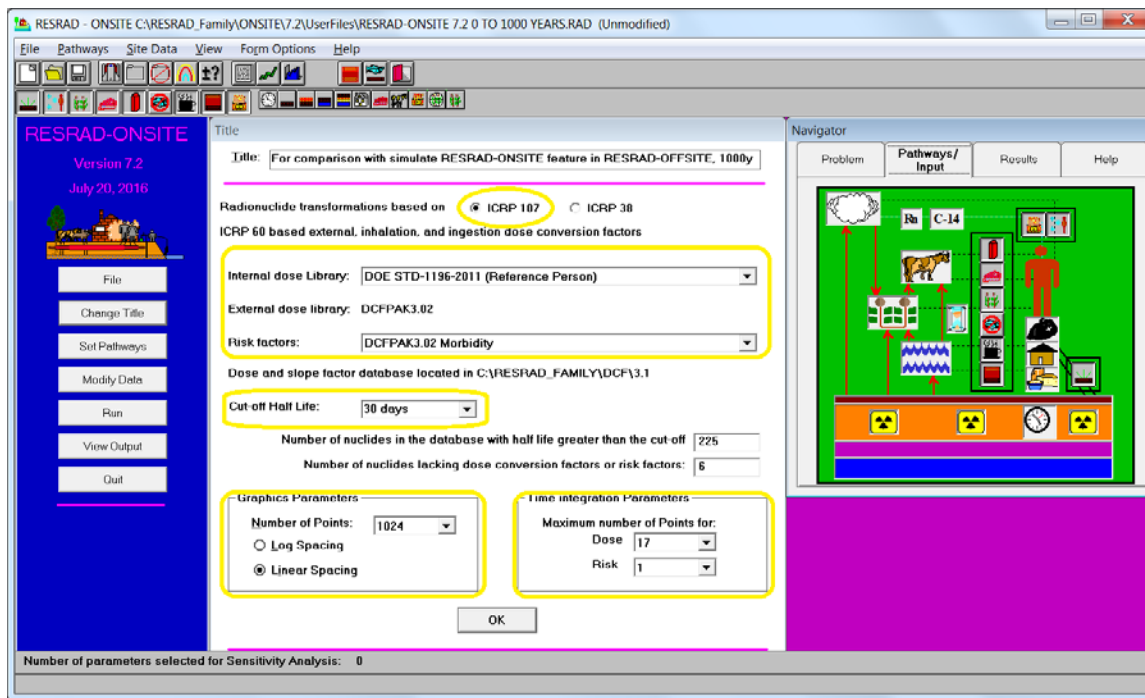 RESRAD - ONSITE C:\RESRAD_Family\ONSITE\7.2\UserFiles\RESRAD-ONSITE 7.2 0 TO 1000 YEARS.RAD (Unmodified)
File Pathways Site Data View Form Options Help
±?
RESRAD-ONSITE
Version 7.2
July 20, 2016
File
Change Title
Set Pathways
Modify Data
Run
View Output
Quit
Title
Title: For comparison with simulate RESRAD-ONSITE feature in RESRAD-OFFSITE, 1000y
Radionuclide transformations based on ICRP 107 ICRP 38
ICRP 60 based external, inhalation, and ingestion dose conversion factors
Internal dose Library: DOE STD-1196-2011 (Reference Person)
External dose library: DCFPAK3.02
Risk factors: DCFPAK3.02 Morbidity
Dose and slope factor database located in C:\RESRAD_FAMILY\DCF\3.1
Cut-off Half Life: 30 days
Number of nuclides in the database with half life greater than the cut-off 225
Number of nuclides lacking dose conversion factors or risk factors: 6
Graphics Parameters
Number of Points: 1024
Log Spacing
Linear Spacing
Time integration Parameters
Maximum number of Points for:
Dose 17
Risk 1
OK
Navigator
Problem Pathways/ Input Results Help
Rn C-14
Number of parameters selected for Sensitivity Analysis: 0